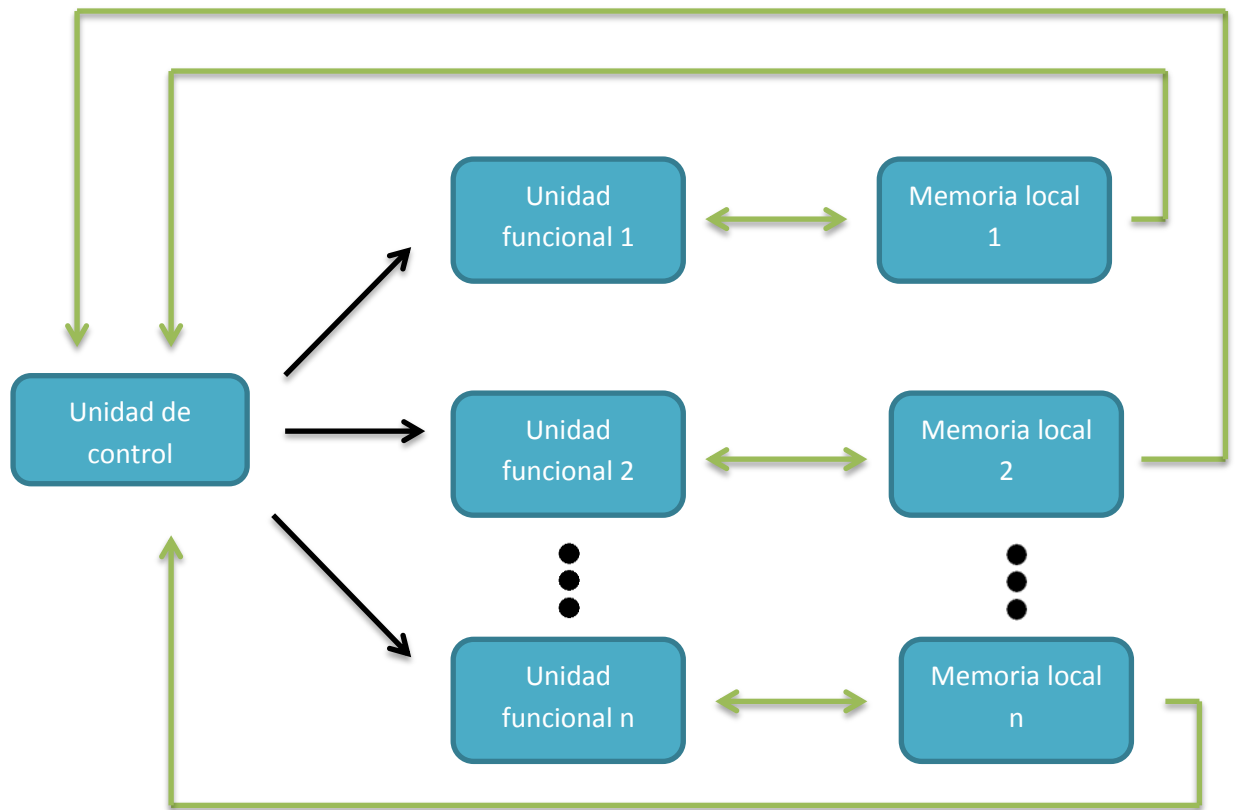 Unidad
funcional 1
Memoria local
1
Unidad de
control
Unidad
funcional 2
Memoria local
2
Unidad
funcional n
Memoria local
n